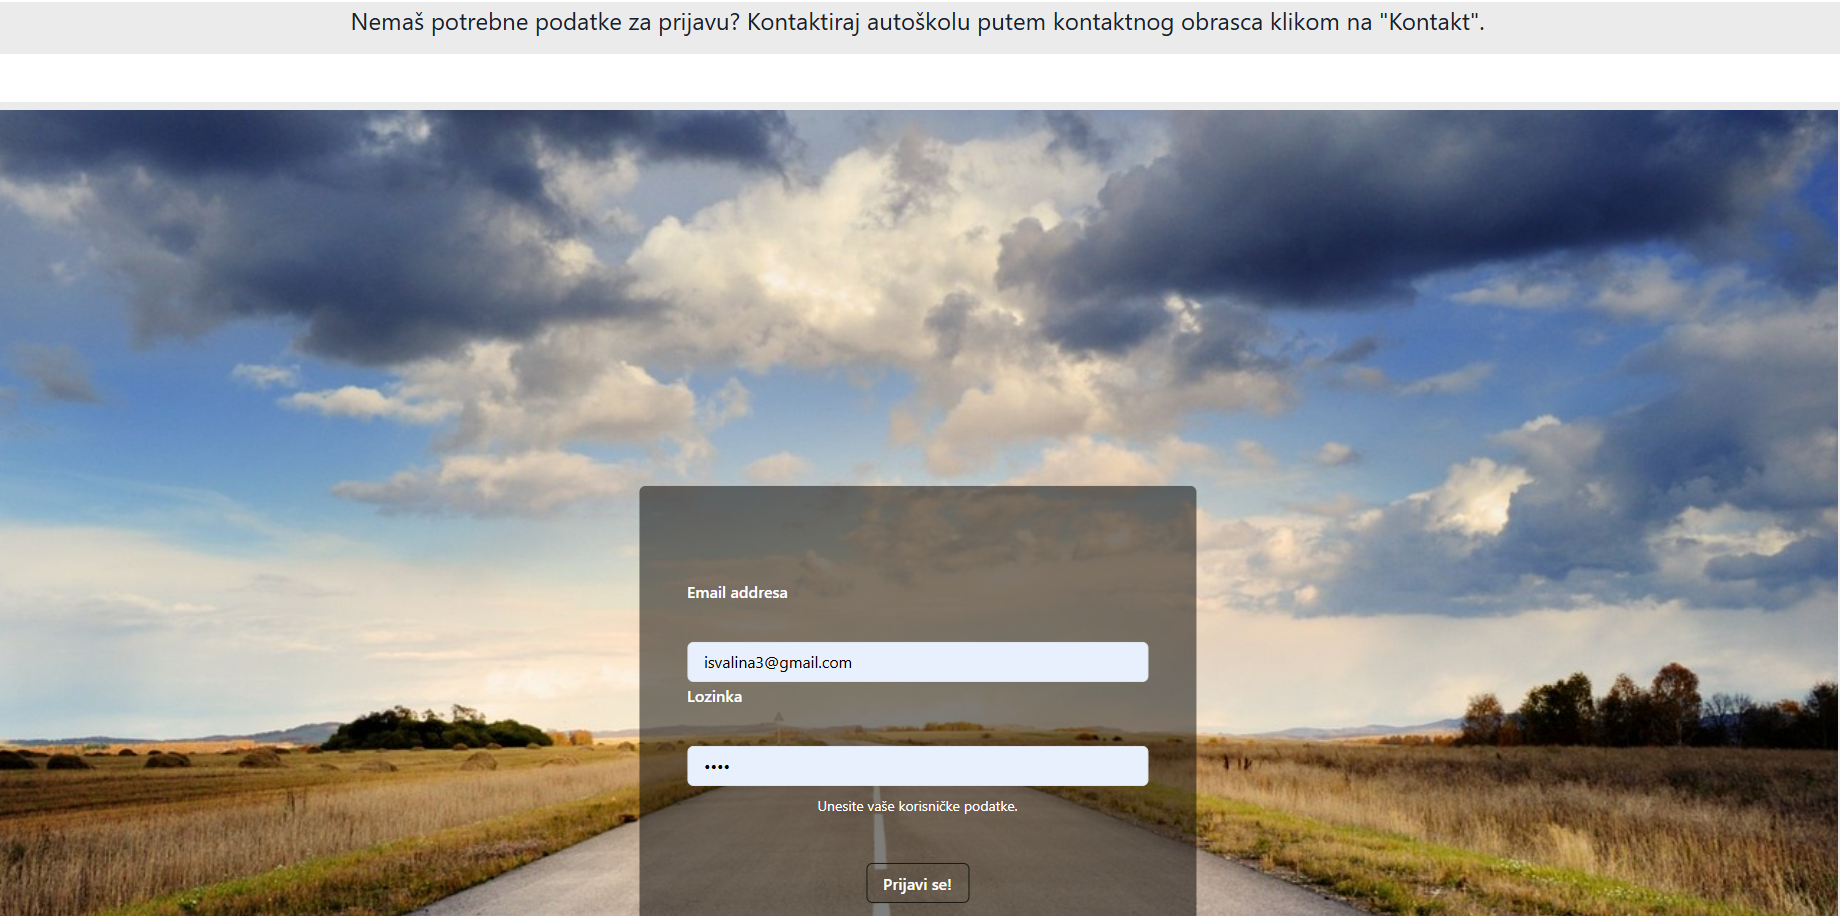 Nemaš potrebne podatke za prijavu? Kontaktiraj autoškolu putem kontaktnog obrasca klikom na "Kontakt".
Email addresa
isvalina3@gmail.com
Lozinka
••••
Unesite vaše korisničke podatke.
Prijavi se!